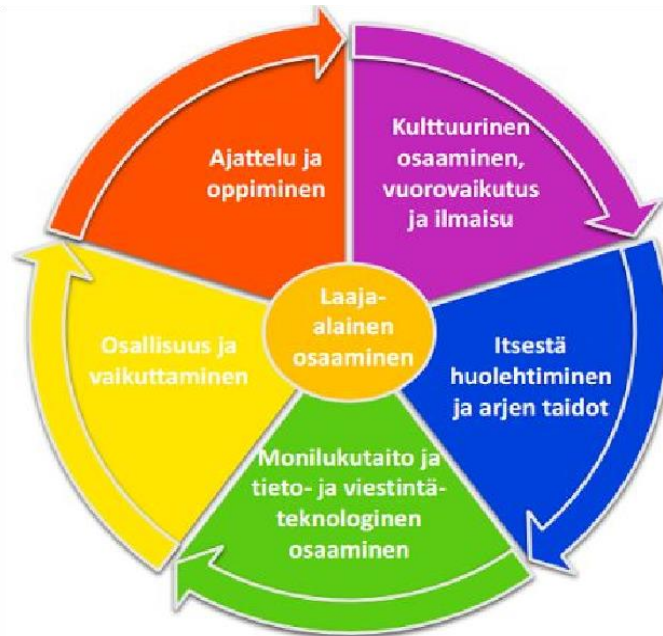 Ajattelu ja
oppiminen
Kulttuurinen
osaaminen,
vuorovaikutus
ja ilmaisu
Itsestä
huolehtiminen
ja arjen taidot
Monilukutaito ja
tieto- ja viestintä-
teknologinen
osaaminen
Osallisuus ja
vaikuttaminen
Laaja-
alainen
osaaminen